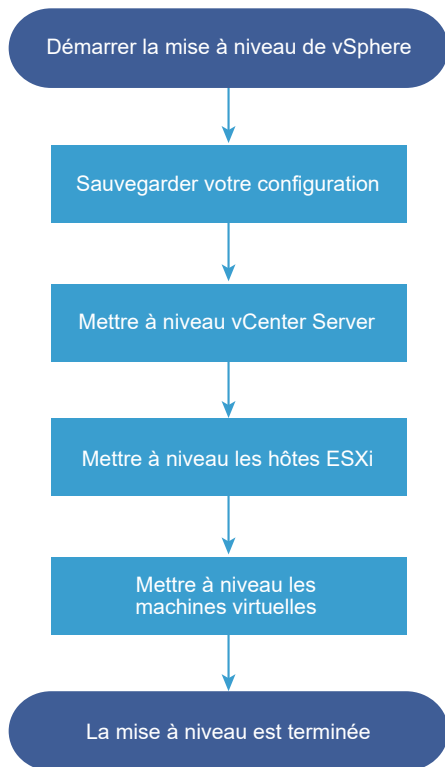 Démarrer la mise à niveau de vSphere
Sauvegarder votre configuration
Mettre à niveau vCenter Server
Mettre à niveau les hôtes ESXi
Mettre à niveau les
machines virtuelles
La mise à niveau est terminée